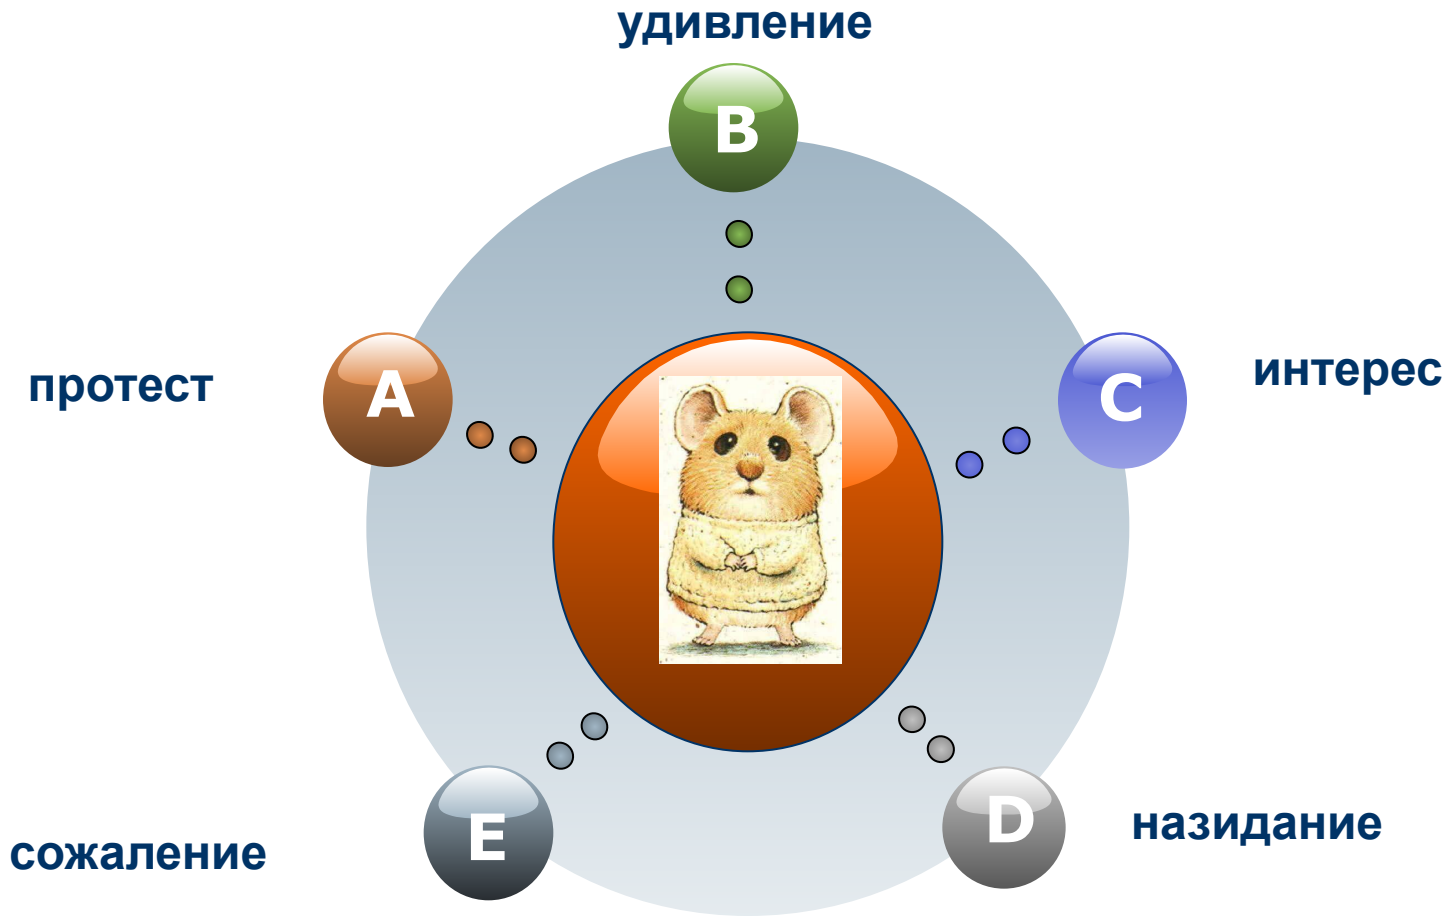 удивление
B
протест
A
C
интерес
E
D
сожаление
назидание